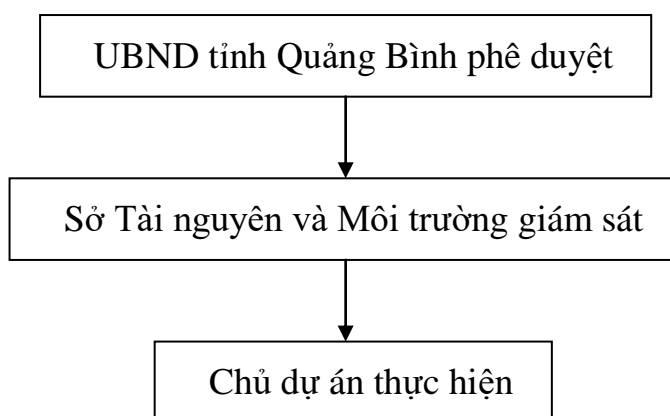 UBND tỉnh Quảng Bình phê duyệt
Sở Tài nguyên và Môi trường giám sát
Chủ dự án thực hiện